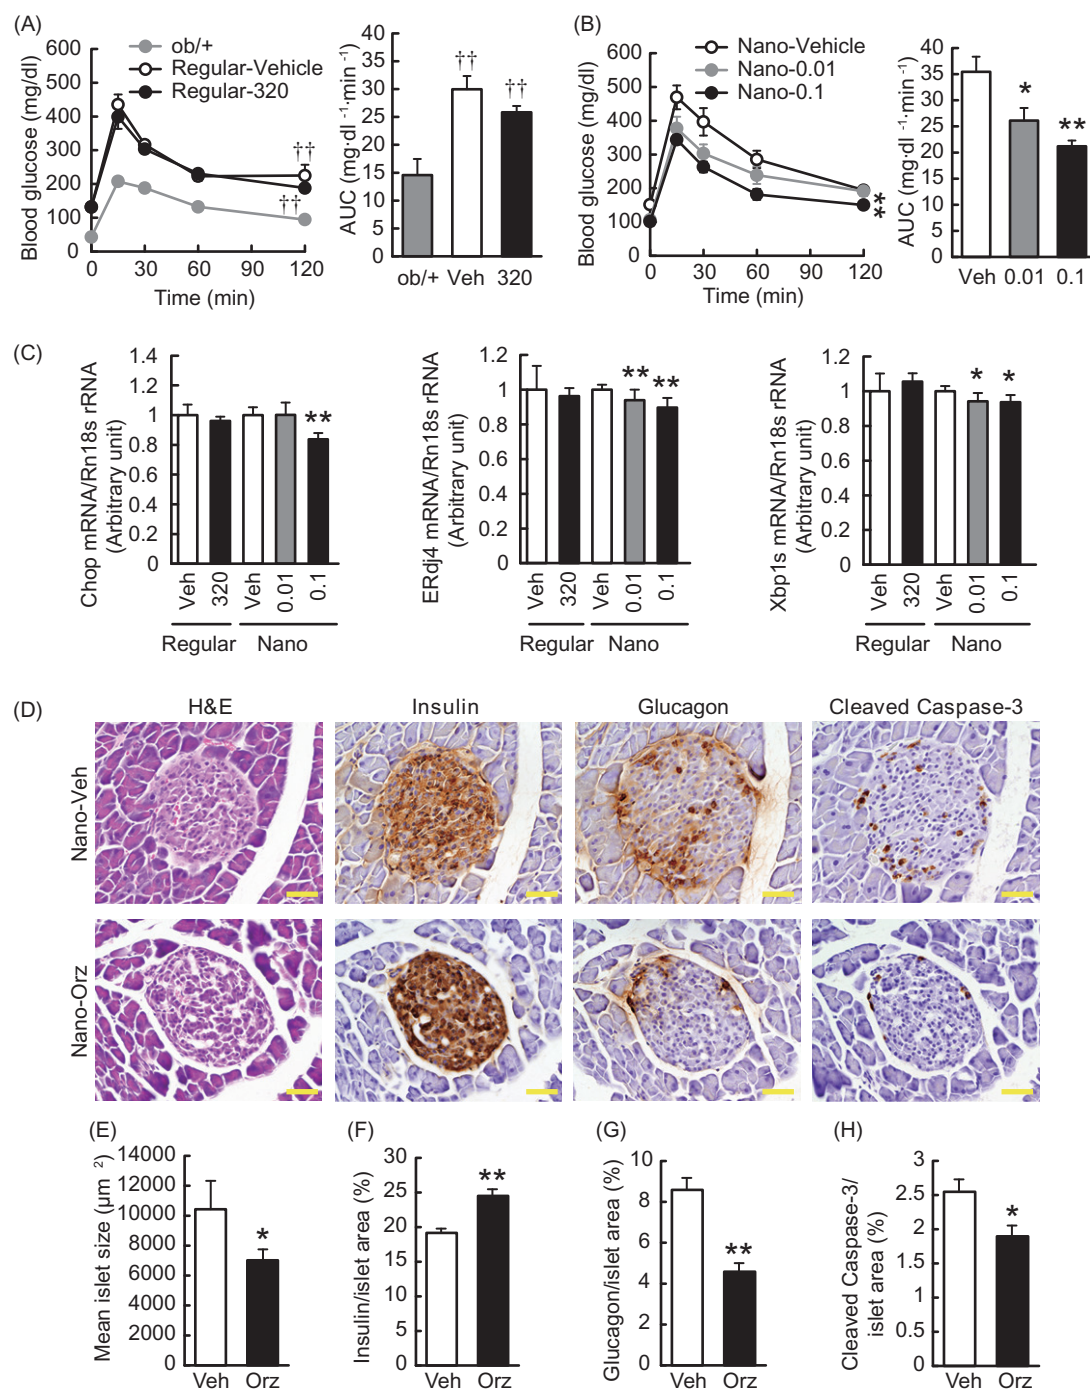 (A)
ob/+
Regular-Vehicle
Regular-320
Blood glucose (mg/dl)
600
500
400
300
200
100
0
††
††
0 30 60 90 120
Time (min)
AUC (mg·dl⁻¹·min⁻¹)
40
35
30
25
20
15
10
5
0
††
††
ob/+ Veh 320
(B)
Nano-Vehicle
Nano-0.01
Nano-0.1
Blood glucose (mg/dl)
600
500
400
300
200
100
0
**
0 30 60 90 120
Time (min)
AUC (mg·dl⁻¹·min⁻¹)
40
35
30
25
20
15
10
5
0
*
**
Veh 0.01 0.1
(C)
Chop mRNA/Rn18s rRNA
(Arbitrary unit)
1.4
1.2
1
0.8
0.6
0.4
0.2
0
**
Veh 320 Veh 0.01 0.1
Regular Nano
ERdj4 mRNA/Rn18s rRNA
(Arbitrary unit)
1.2
1
0.8
0.6
0.4
0.2
0
** **
Veh 320 Veh 0.01 0.1
Regular Nano
Xbp1s mRNA/Rn18s rRNA
(Arbitrary unit)
1.2
1
0.8
0.6
0.4
0.2
0
* *
Veh 320 Veh 0.01 0.1
Regular Nano
(D)
H&E Insulin Glucagon Cleaved Caspase-3
Nano-Veh
Nano-Orz
(E)
Mean islet size (μm²)
14000
12000
10000
8000
6000
4000
2000
0
*
Veh Orz
(F)
Insulin/islet area (%)
30
25
20
15
10
5
0
**
Veh Orz
(G)
Glucagon/islet area (%)
10
8
6
4
2
0
**
Veh Orz
(H)
Cleaved Caspase-3/
islet area (%)
3
2.5
2
1.5
1
0.5
0
*
Veh Orz